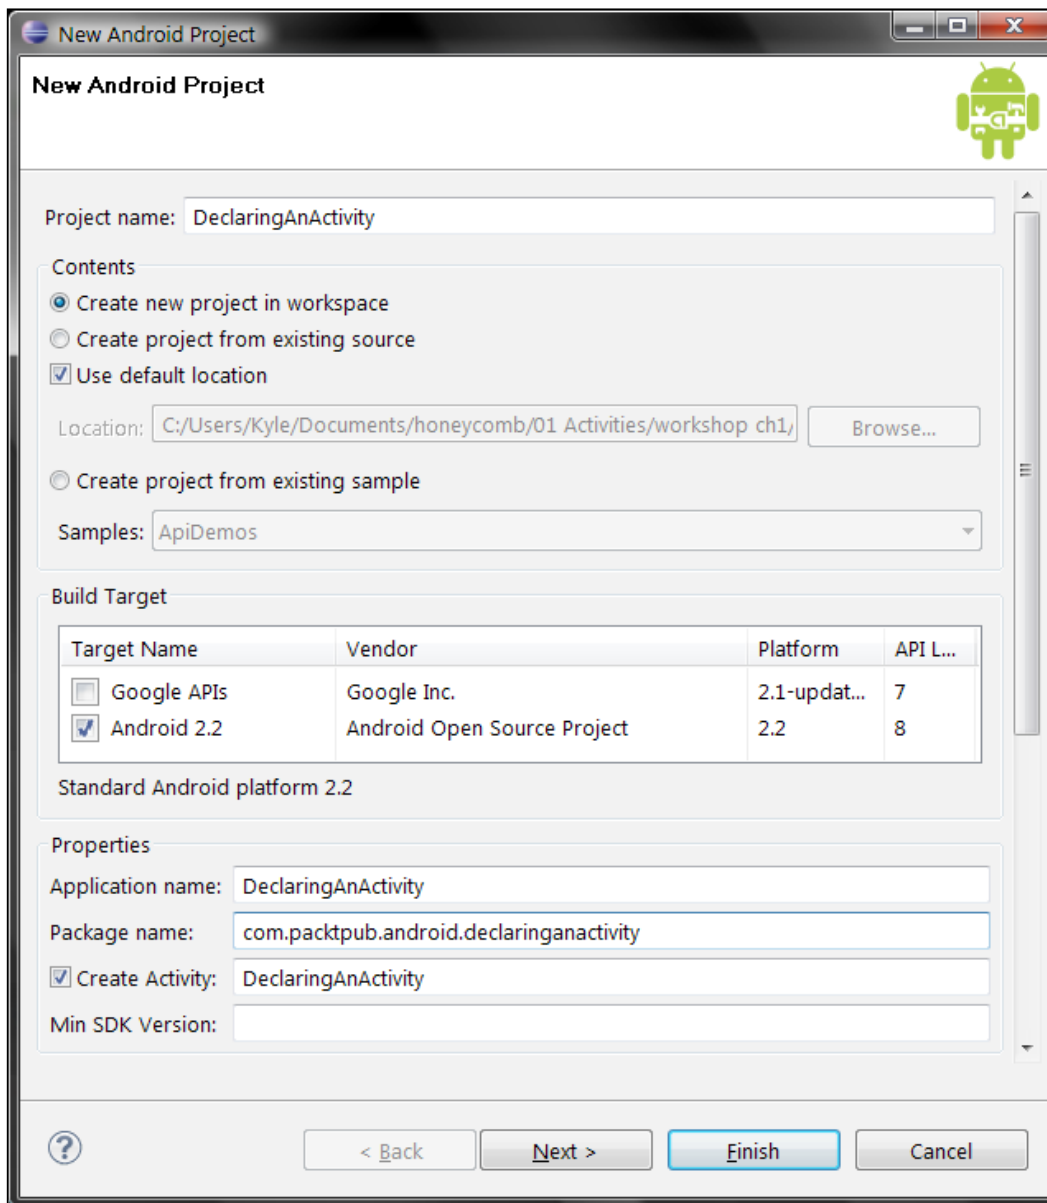 New Android Project
New Android Project
Project name: DeclaringAnActivity
Contents
Create new project in workspace
Create project from existing source
Use default location
Location: C:/Users/Kyle/Documents/honeycomb/01 Activities/workshop ch1/ Browse...
Create project from existing sample
Samples: ApiDemos
Build Target
Target Name Vendor Platform API L...
Google APIs Google Inc. 2.1-updat... 7
Android 2.2 Android Open Source Project 2.2 8
Standard Android platform 2.2
Properties
Application name: DeclaringAnActivity
Package name: com.packtpub.android.declaringanactivity
Create Activity: DeclaringAnActivity
Min SDK Version:
? < Back Next > Finish Cancel